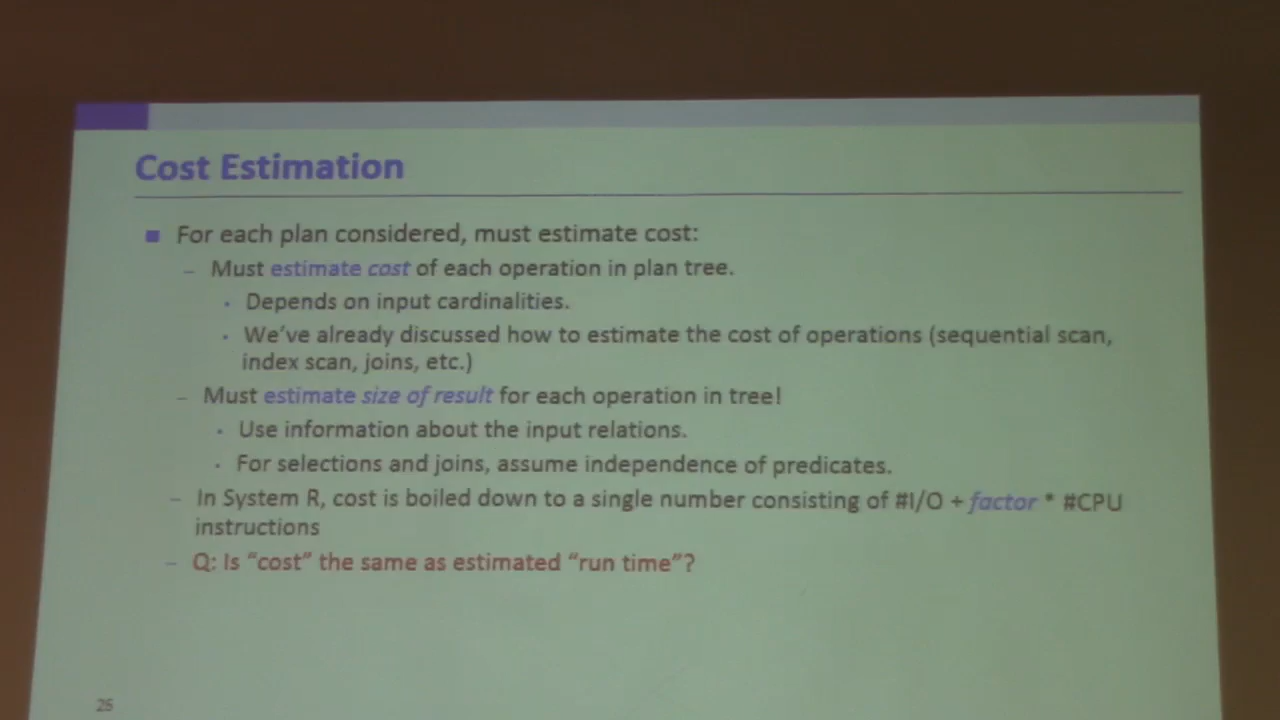 Cost Estimation
■ For each plan considered, must estimate cost:
– Must estimate cost of each operation in plan tree.
• Depends on input cardinalities.
• We've already discussed how to estimate the cost of operations (sequential scan,
index scan, joins, etc.)
– Must estimate size of result for each operation in tree!
• Use information about the input relations.
• For selections and joins, assume independence of predicates.
– In System R, cost is boiled down to a single number consisting of #I/O + factor * #CPU
instructions
– Q: Is "cost" the same as estimated "run time"?
25